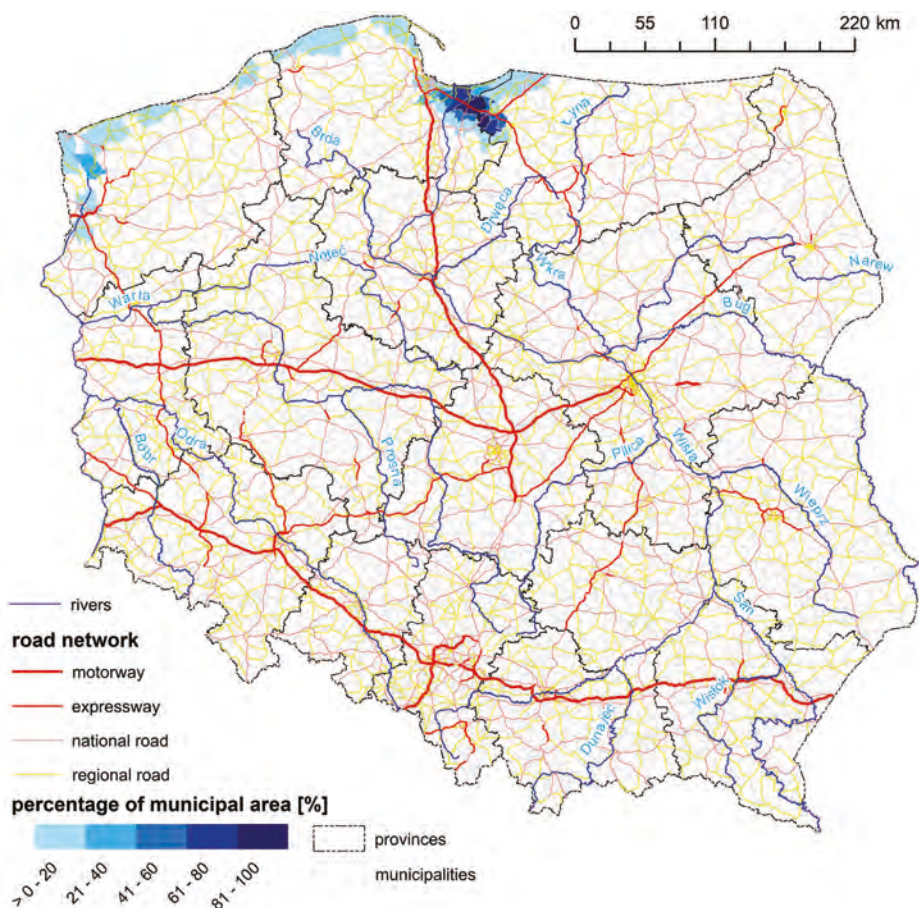 0 55 110 220 km
Łyna
Brda
Drwęca
Wkra
Noteć
Narew
Warta
Bug
Odra
Bóbr
Prosna
Pilica
Wisła
Wieprz
San
Wisłok
Dunajec
rivers
road network
motorway
expressway
national road
regional road
percentage of municipal area [%]
> 0 - 20
21 - 40
41 - 60
61 - 80
81 - 100
provinces
municipalities